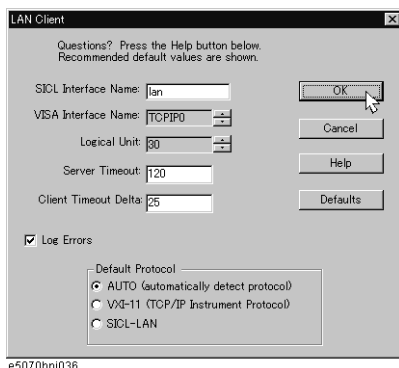 LAN Client
Questions? Press the Help button below.
Recommended default values are shown.
SICL Interface Name: lan
OK
VISA Interface Name: TCPIP0
Cancel
Logical Unit: 30
Server Timeout: 120
Help
Client Timeout Delta: 25
Defaults
Log Errors
Default Protocol
AUTO (automatically detect protocol)
VXI-11 (TCP/IP Instrument Protocol)
SICL-LAN
e5070bnj036